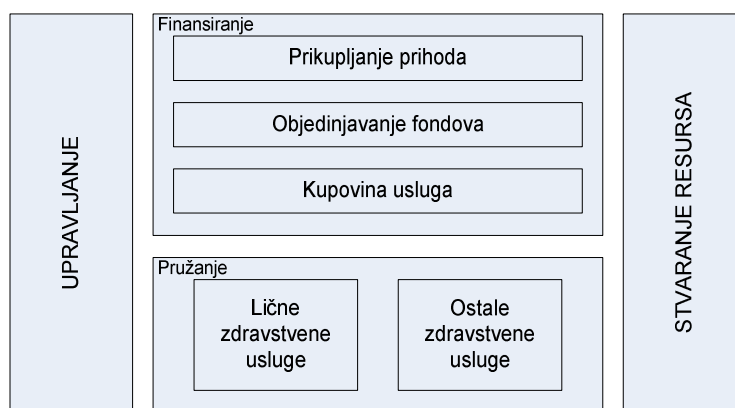 UPRAVLJANJE
Finansiranje
Prikupljanje prihoda
Objedinjavanje fondova
Kupovina usluga
Pružanje
Lične
zdravstvene
usluge
Ostale
zdravstvene
usluge
STVARANJE RESURSA